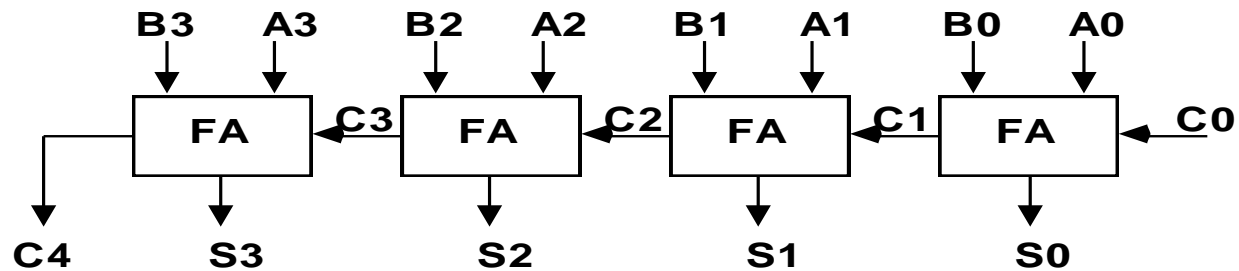 B3 A3 B2 A2 B1 A1 B0 A0
C3 C2 C1 C0
FA FA FA FA
C4 S3 S2 S1 S0